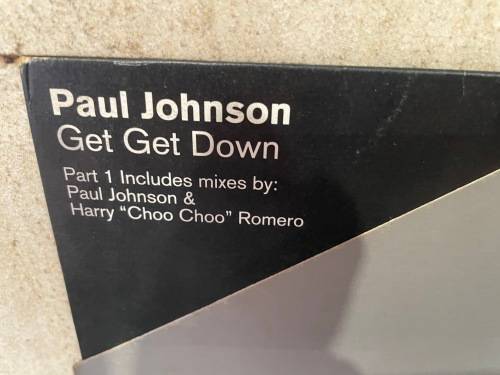 Paul Johnson
Get Get Down
Part 1 Includes mixes by:
Paul Johnson &
Harry “Choo Choo” Romero